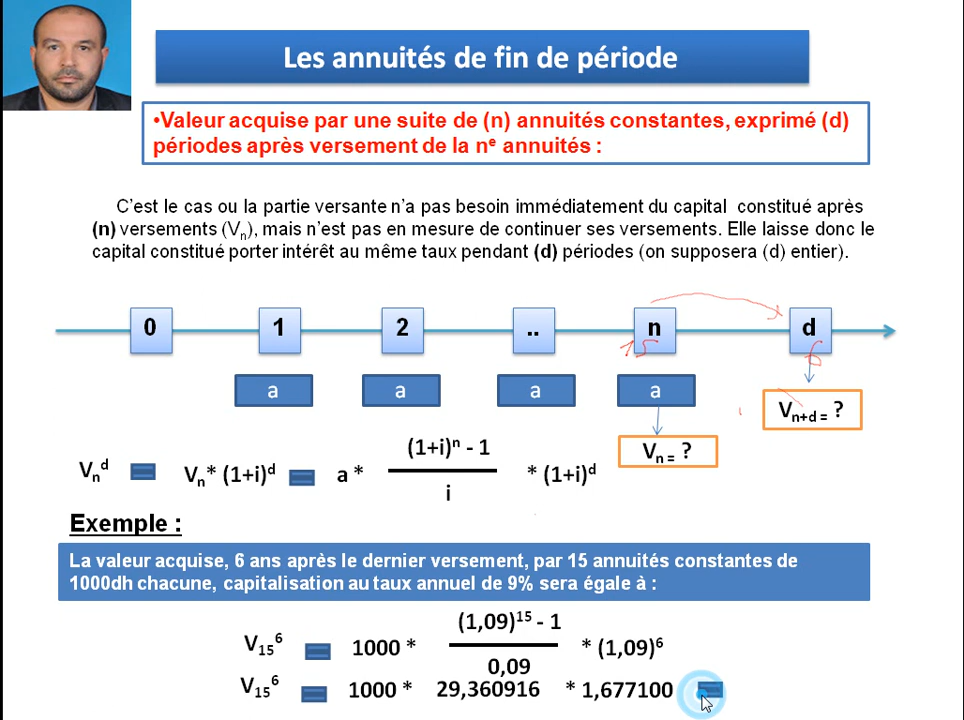 Les annuités de fin de période
•Valeur acquise par une suite de (n) annuités constantes, exprimé (d)
périodes après versement de la nᵉ annuités :
C'est le cas ou la partie versante n'a pas besoin immédiatement du capital constitué après
(n) versements (Vₙ), mais n'est pas en mesure de continuer ses versements. Elle laisse donc le
capital constitué porter intérêt au même taux pendant (d) périodes (on supposera (d) entier).
0 1 2 .. n d
15 6
a a a a
Vₙ₊d = ?
Vₙ = ?
(1+i)ⁿ - 1
Vₙᵈ = Vₙ* (1+i)ᵈ = a * * (1+i)ᵈ
i
Exemple :
La valeur acquise, 6 ans après le dernier versement, par 15 annuités constantes de
1000dh chacune, capitalisation au taux annuel de 9% sera égale à :
(1,09)¹⁵ - 1
V₁₅⁶ = 1000 * * (1,09)⁶
0,09
V₁₅⁶ = 1000 * 29,360916 * 1,677100 =